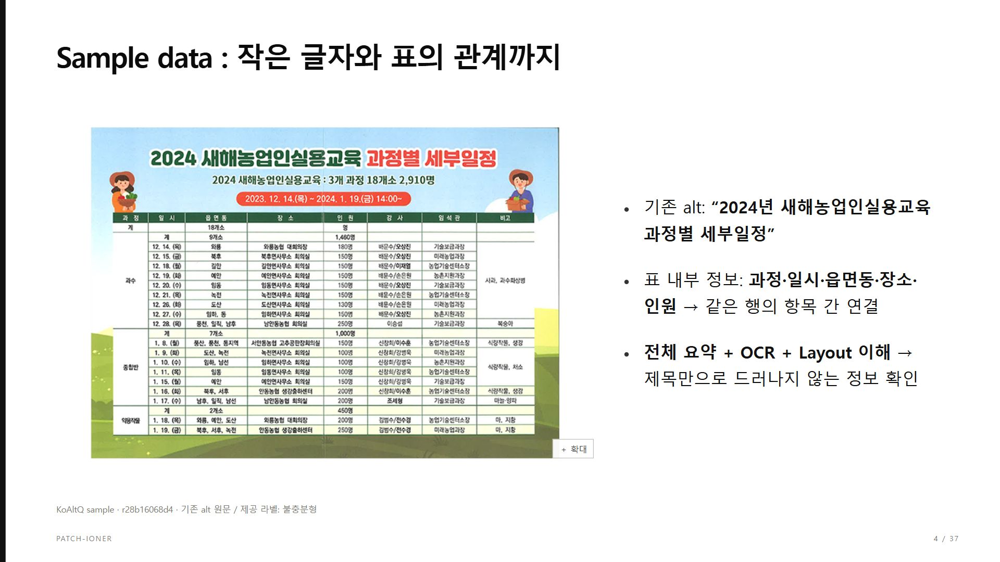 Sample data : 작은 글자와 표의 관계까지
2024 새해농업인실용교육 과정별 세부일정
2024 새해농업인실용교육 : 3개 과정 18개소 2,910명
2023. 12. 14.(목) ~ 2024. 1. 19.(금) 14:00~
과 정 일 시 읍면동 장 소 인 원 강 사 임석관 비고
계 18개소 명
과수 계 9개소 1,460명
12. 14. (목) 와룡 와룡농협 대회의장 180명 배문수/오상진 기술보급과장 사과, 과수화상병
12. 15. (금) 북후 북후면사무소 회의실 150명 배문수/오상진 미래농업과장
12. 18. (월) 길안 길안면사무소 회의실 150명 배문수/이재열 농업기술센터소장
12. 19. (화) 예안 예안면사무소 회의실 150명 배문수/손은원 농촌지원과장
12. 20. (수) 임동 임동면사무소 회의실 150명 배문수/오상진 기술보급과장
12. 21. (목) 녹전 녹전면사무소 회의실 150명 배문수/손은원 농업기술센터소장
12. 26. (화) 도산 도산면사무소 회의실 130명 배문수/손은원 미래농업과장
12. 27. (수) 임하, 동 임하면사무소 회의실 150명 배문수/오상진 농촌지원과장
12. 28. (목) 풍천, 일직, 남후 남안동농협 회의실 250명 이승섭 기술보급과장 복숭아
종합반 계 7개소 1,000명
1. 8. (월) 풍산, 풍천, 동지역 서안동농협 고추공판장회의실 150명 신창희/이수훈 농업기술센터소장 식량작물, 생강
1. 9. (화) 도산, 녹전 녹전면사무소 회의실 100명 신창희/강병욱 미래농업과장 식량작물, 채소
1. 10. (수) 임하, 남선 임하면사무소 회의실 100명 신창희/강병욱 농촌지원과장
1. 11. (목) 임동 임동면사무소 회의실 100명 신창희/강병욱 농업기술센터소장
1. 15. (월) 예안 예안면사무소 회의실 150명 신창희/강병욱 기술보급과장
1. 16. (화) 북후, 서후 안동농협 생강출하센터 200명 신창희/이수훈 농업기술센터소장 식량작물, 생강
1. 17. (수) 남후, 일직, 남선 남안동농협 회의실 200명 조세형 기술보급과장 마늘·양파
약용작물 계 2개소 450명
1. 18. (목) 와룡, 예안, 도산 와룡농협 대회의장 200명 김범수/전수경 농업기술센터소장 마, 지황
1. 19. (금) 북후, 서후, 녹전 안동농협 생강출하센터 250명 김범수/전수경 미래농업과장 마, 지황
+ 확대
• 기존 alt: “2024년 새해농업인실용교육
과정별 세부일정”
• 표 내부 정보: 과정·일시·읍면동·장소·
인원 → 같은 행의 항목 간 연결
• 전체 요약 + OCR + Layout 이해 →
제목만으로 드러나지 않는 정보 확인
KoAltQ sample · r28b16068d4 · 기존 alt 원문 / 제공 라벨: 불충분형
PATCH-IONER
4 / 37